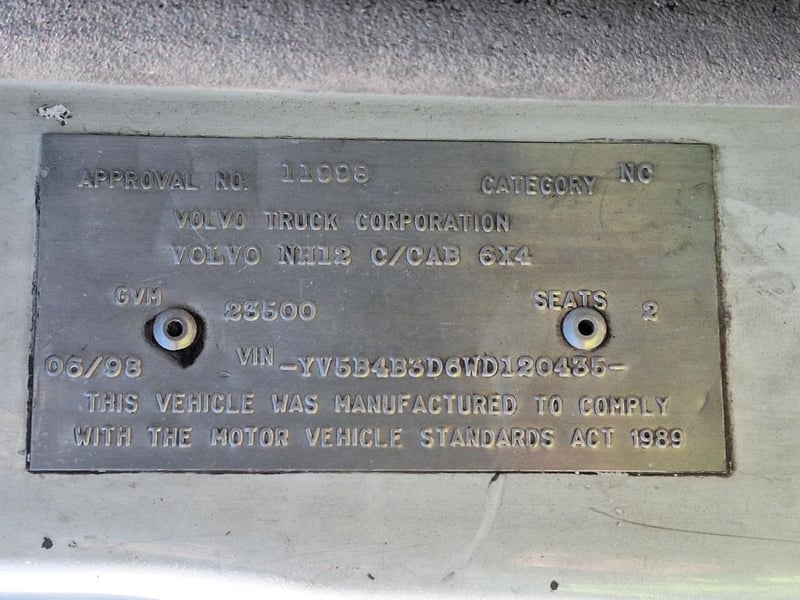 APPROVAL NO. 11998 CATEGORY NC
VOLVO TRUCK CORPORATION
VOLVO NH12 C/CAB 6X4
GVM 23500 SEATS 2
06/98 VIN -YV5B4B3D6WD120435-
THIS VEHICLE WAS MANUFACTURED TO COMPLY
WITH THE MOTOR VEHICLE STANDARDS ACT 1989